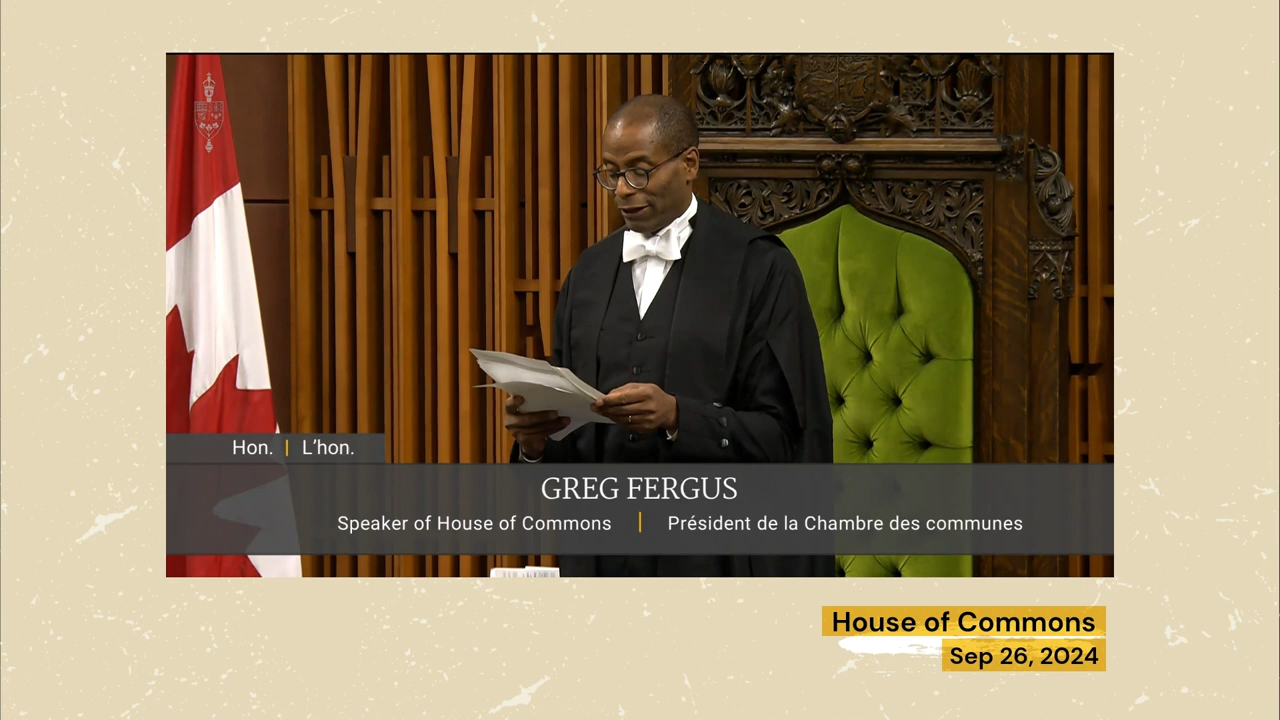 Hon. | L'hon.
GREG FERGUS
Speaker of House of Commons | Président de la Chambre des communes
House of Commons
Sep 26, 2024